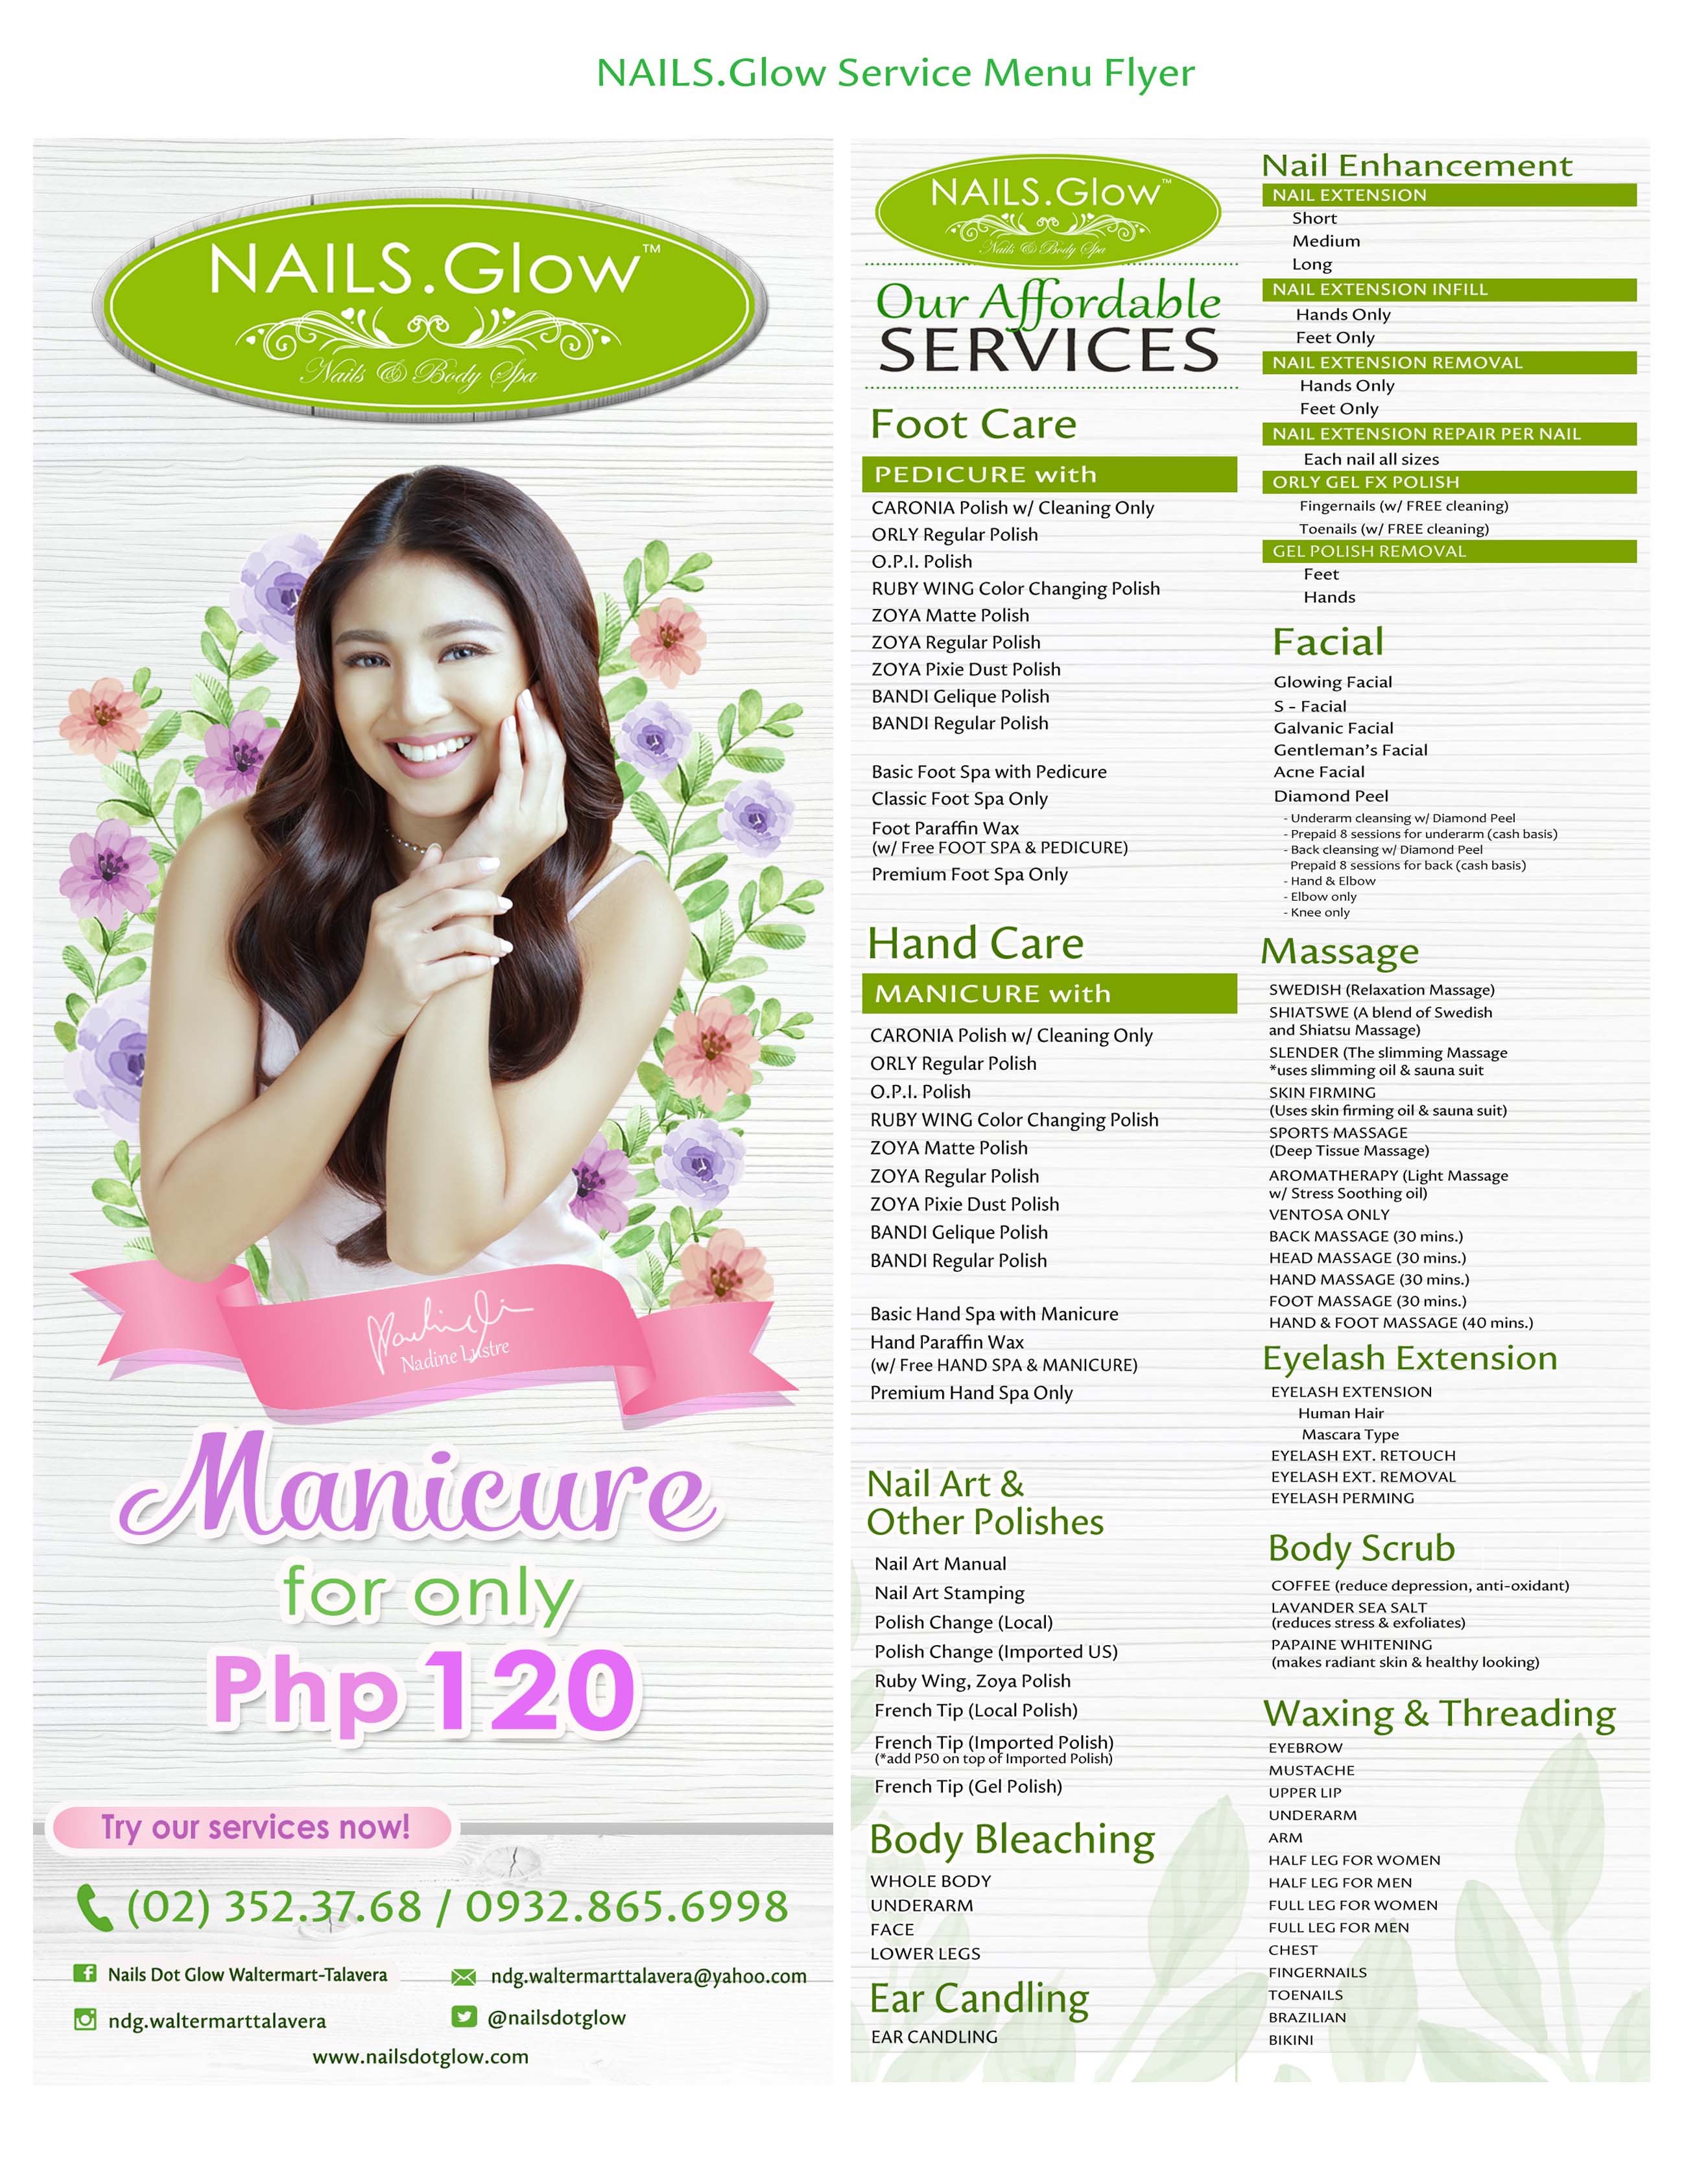 NAILS.Glow Service Menu Flyer
NAILS.Glow™
Nails & Body Spa
Nadine Lustre
Manicure
for only
Php 120
Try our services now!
(02) 352.37.68 / 0932.865.6998
Nails Dot Glow Waltermart-Talavera
ndg.waltermarttalavera@yahoo.com
ndg.waltermarttalavera
@nailsdotglow
www.nailsdotglow.com
NAILS.Glow™
Nails & Body Spa
Our Affordable
SERVICES
Foot Care
PEDICURE with
CARONIA Polish w/ Cleaning Only
ORLY Regular Polish
O.P.I. Polish
RUBY WING Color Changing Polish
ZOYA Matte Polish
ZOYA Regular Polish
ZOYA Pixie Dust Polish
BANDI Gelique Polish
BANDI Regular Polish
Basic Foot Spa with Pedicure
Classic Foot Spa Only
Foot Paraffin Wax
(w/ Free FOOT SPA & PEDICURE)
Premium Foot Spa Only
Hand Care
MANICURE with
CARONIA Polish w/ Cleaning Only
ORLY Regular Polish
O.P.I. Polish
RUBY WING Color Changing Polish
ZOYA Matte Polish
ZOYA Regular Polish
ZOYA Pixie Dust Polish
BANDI Gelique Polish
BANDI Regular Polish
Basic Hand Spa with Manicure
Hand Paraffin Wax
(w/ Free HAND SPA & MANICURE)
Premium Hand Spa Only
Nail Art &
Other Polishes
Nail Art Manual
Nail Art Stamping
Polish Change (Local)
Polish Change (Imported US)
Ruby Wing, Zoya Polish
French Tip (Local Polish)
French Tip (Imported Polish)
(*add P50 on top of Imported Polish)
French Tip (Gel Polish)
Body Bleaching
WHOLE BODY
UNDERARM
FACE
LOWER LEGS
Ear Candling
EAR CANDLING
Nail Enhancement
NAIL EXTENSION
Short
Medium
Long
NAIL EXTENSION INFILL
Hands Only
Feet Only
NAIL EXTENSION REMOVAL
Hands Only
Feet Only
NAIL EXTENSION REPAIR PER NAIL
Each nail all sizes
ORLY GEL FX POLISH
Fingernails (w/ FREE cleaning)
Toenails (w/ FREE cleaning)
GEL POLISH REMOVAL
Feet
Hands
Facial
Glowing Facial
S - Facial
Galvanic Facial
Gentleman's Facial
Acne Facial
Diamond Peel
- Underarm cleansing w/ Diamond Peel
- Prepaid 8 sessions for underarm (cash basis)
- Back cleansing w/ Diamond Peel
Prepaid 8 sessions for back (cash basis)
- Hand & Elbow
- Elbow only
- Knee only
Massage
SWEDISH (Relaxation Massage)
SHIATSWE (A blend of Swedish
and Shiatsu Massage)
SLENDER (The slimming Massage
*uses slimming oil & sauna suit
SKIN FIRMING
(Uses skin firming oil & sauna suit)
SPORTS MASSAGE
(Deep Tissue Massage)
AROMATHERAPY (Light Massage
w/ Stress Soothing oil)
VENTOSA ONLY
BACK MASSAGE (30 mins.)
HEAD MASSAGE (30 mins.)
HAND MASSAGE (30 mins.)
FOOT MASSAGE (30 mins.)
HAND & FOOT MASSAGE (40 mins.)
Eyelash Extension
EYELASH EXTENSION
Human Hair
Mascara Type
EYELASH EXT. RETOUCH
EYELASH EXT. REMOVAL
EYELASH PERMING
Body Scrub
COFFEE (reduce depression, anti-oxidant)
LAVANDER SEA SALT
(reduces stress & exfoliates)
PAPAINE WHITENING
(makes radiant skin & healthy looking)
Waxing & Threading
EYEBROW
MUSTACHE
UPPER LIP
UNDERARM
ARM
HALF LEG FOR WOMEN
HALF LEG FOR MEN
FULL LEG FOR WOMEN
FULL LEG FOR MEN
CHEST
FINGERNAILS
TOENAILS
BRAZILIAN
BIKINI